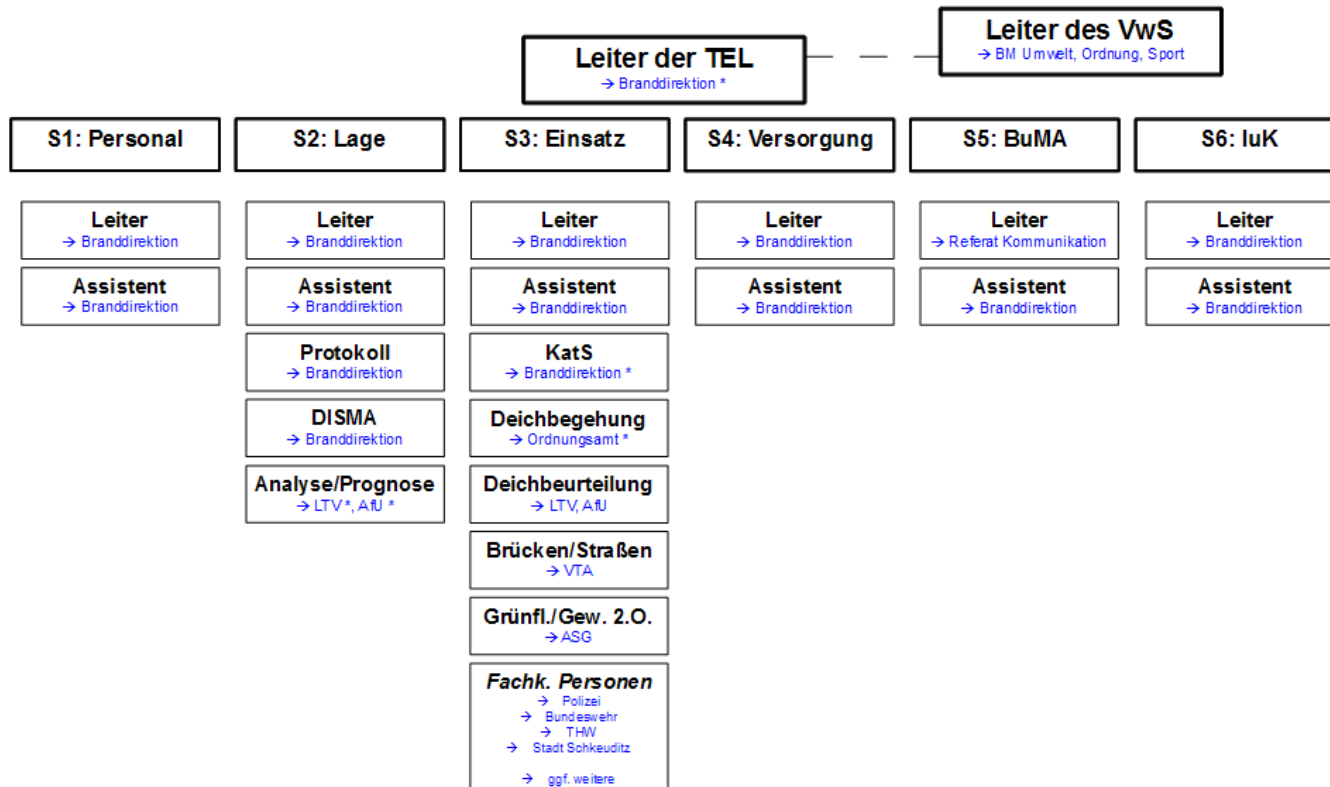 Leiter der TEL
→ Branddirektion *
Leiter des VwS
→ BM Umwelt, Ordnung, Sport
S1: Personal
S2: Lage
S3: Einsatz
S4: Versorgung
S5: BuMA
S6: IuK
Leiter
→ Branddirektion
Assistent
→ Branddirektion
Leiter
→ Branddirektion
Assistent
→ Branddirektion
Protokoll
→ Branddirektion
DISMA
→ Branddirektion
Analyse/Prognose
→ LTV *, AfU *
Leiter
→ Branddirektion
Assistent
→ Branddirektion
KatS
→ Branddirektion *
Deichbegehung
→ Ordnungsamt *
Deichbeurteilung
→ LTV, AfU
Brücken/Straßen
→ VTA
Grünfl./Gew. 2.O.
→ ASG
Fachk. Personen
→ Polizei
→ Bundeswehr
→ THW
→ Stadt Schkeuditz
→ ggf. weitere
Leiter
→ Branddirektion
Assistent
→ Branddirektion
Leiter
→ Referat Kommunikation
Assistent
→ Branddirektion
Leiter
→ Branddirektion
Assistent
→ Branddirektion